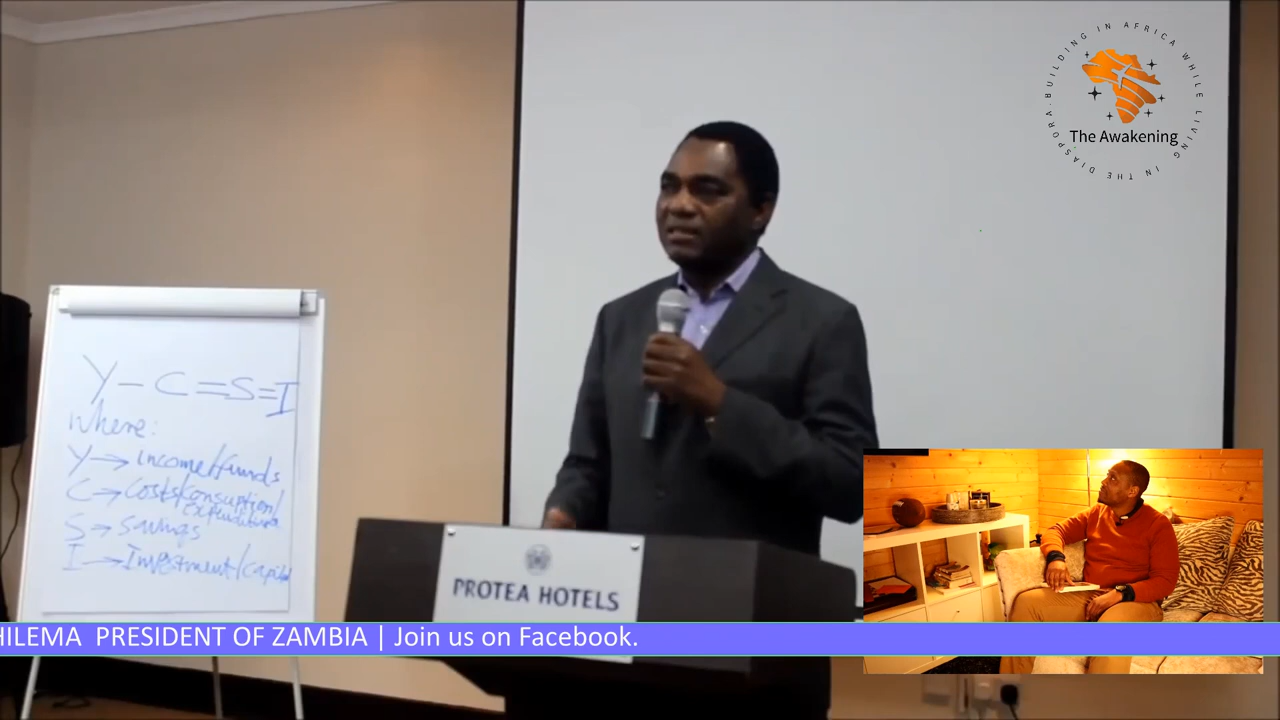 BUILDING IN AFRICA WHILE LIVING IN THE DIASPORA.
The Awakening
Y - C = S = I
where:
Y → income/funds
C → costs/consuption/
expenditure
S → savings
I → Investment/capital
PROTEA HOTELS
HILEMA PRESIDENT OF ZAMBIA | Join us on Facebook.